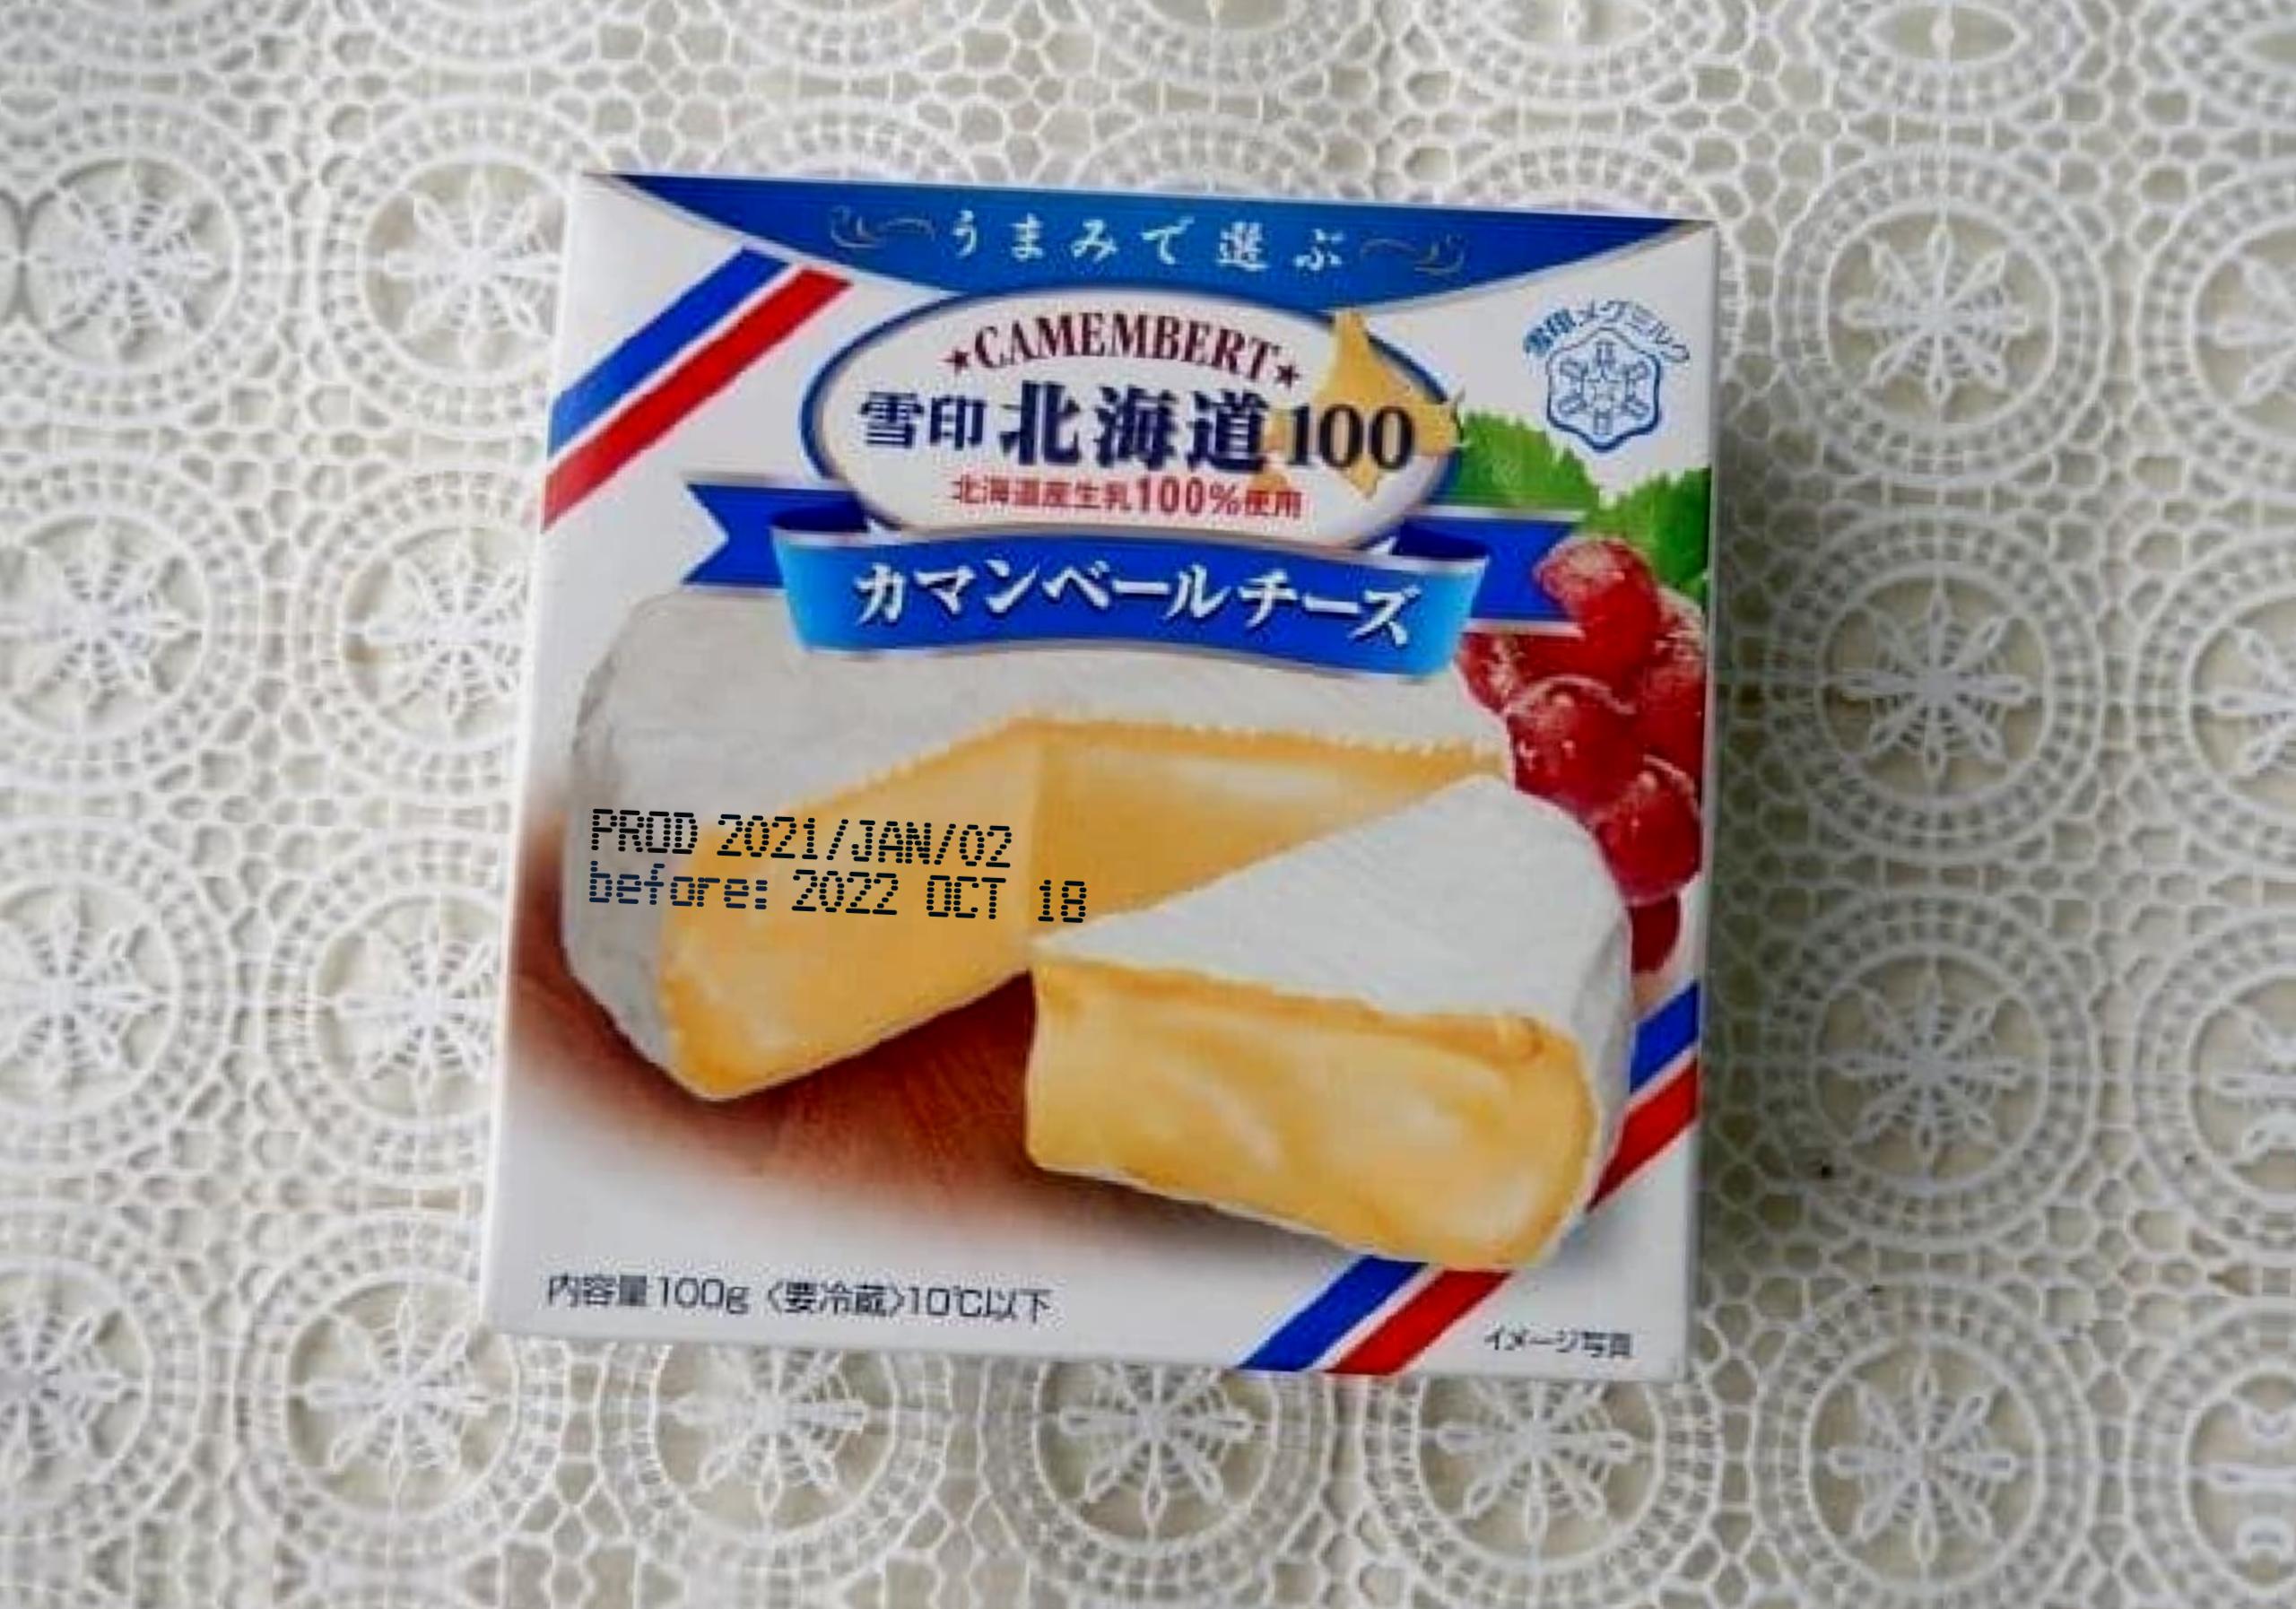 うまみで選ぶ
雪印メグミルク
★CAMEMBERT★
雪印北海道100
北海道産生乳100%使用
カマンベールチーズ
PROD 2021/JAN/02
before: 2022 OCT 18
内容量100g〈要冷蔵〉10℃以下
イメージ写真